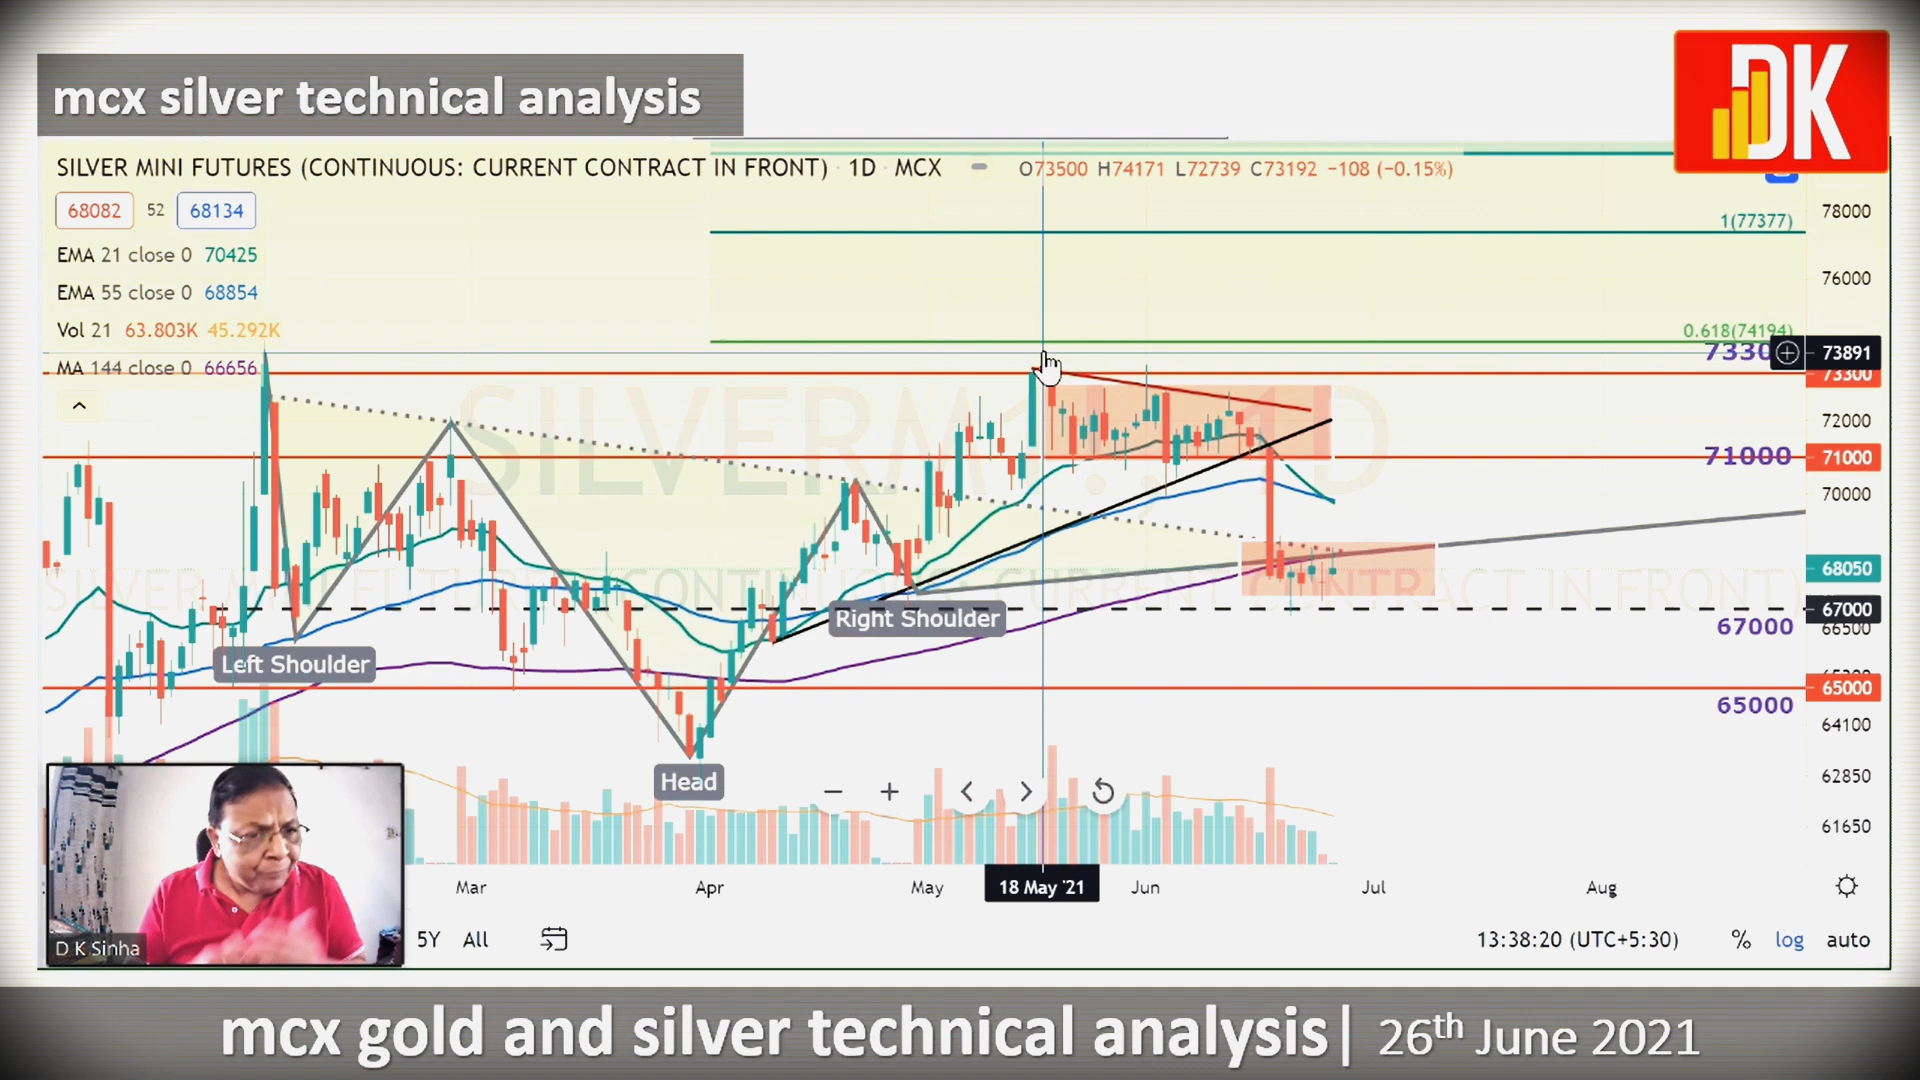 mcx silver technical analysis
DK
SILVER MINI FUTURES (CONTINUOUS: CURRENT CONTRACT IN FRONT) · 1D · MCX
O73500 H74171 L72739 C73192 −108 (−0.15%)
68082 52 68134
EMA 21 close 0 70425
EMA 55 close 0 68854
Vol 21 63.803K 45.292K
MA 144 close 0 66656
1(77377)
0.618(74194)
78000
76000
73891
73300
72000
71000
71000
70000
68050
67000
66500
67000
65000
65000
64100
62850
61650
Left Shoulder
Head
Right Shoulder
Mar Apr May 18 May '21 Jun Jul Aug
5Y All
13:38:20 (UTC+5:30) % log auto
D K Sinha
mcx gold and silver technical analysis| 26th June 2021